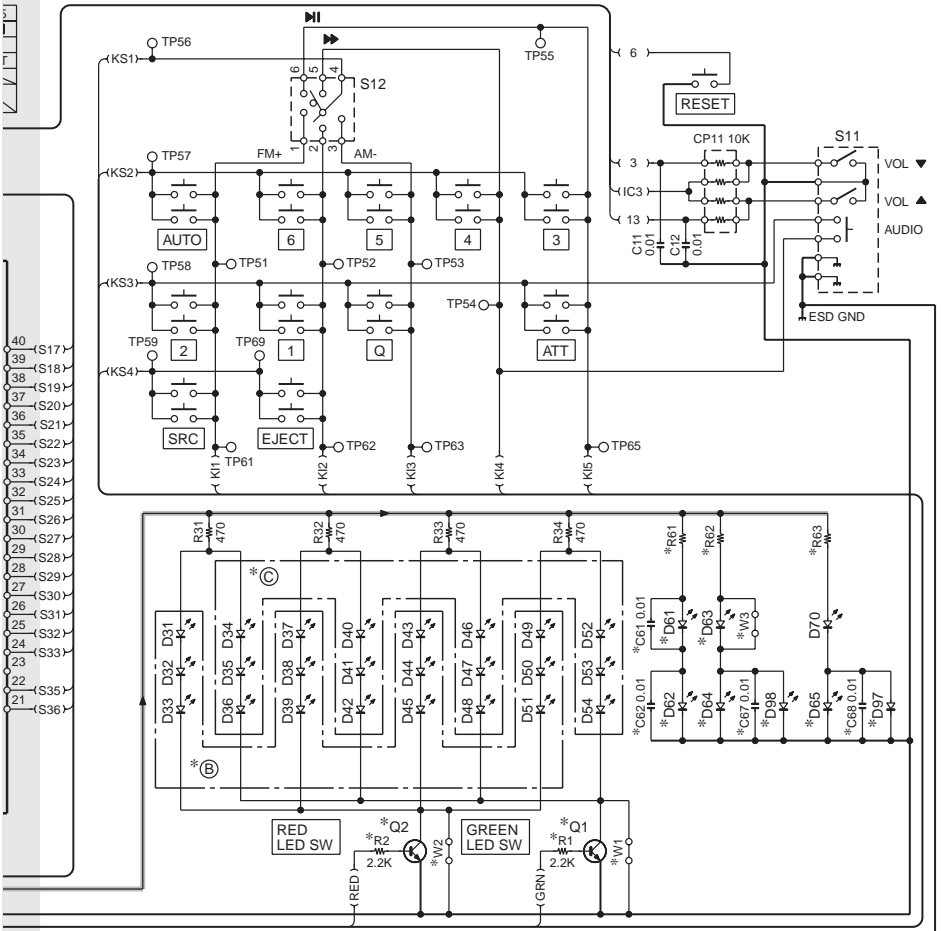 TP56
TP55
KS1
6
6 5 4
S12
RESET
1 2 3
CP11 10K
S11
TP57
FM+
AM-
KS2
3
VOL ▼
IC3
VOL ▲
13
AUDIO
AUTO
6
5
4
3
C11 0.01
C12 0.01
TP58
TP51
TP52
TP53
KS3
TP54
ESD GND
TP59
2
TP69
1
Q
ATT
KS4
SRC
EJECT
TP61
TP62
TP63
TP65
KI1
KI2
KI3
KI4
KI5
40 S17
39 S18
38 S19
37 S20
36 S21
35 S22
34 S23
33 S24
32 S25
31 S26
30 S27
29 S28
28 S29
27 S30
26 S31
25 S32
24 S33
23
22 S35
21 S36
R31 470
R32 470
R33 470
R34 470
*R61
*R62
*R63
*Ⓒ
D31
D34
D37
D40
D43
D46
D49
D52
*C61 0.01
*D61
*D63
*W3
D70
D32
D35
D38
D41
D44
D47
D50
D53
D33
D36
D39
D42
D45
D48
D51
D54
*C62 0.01
*D62
*D64
*C67 0.01
*D98
*D65
*C68 0.01
*D97
*Ⓑ
RED
LED SW
*Q2
*R2
2.2K
*W2
GREEN
LED SW
*Q1
*R1
2.2K
*W1
RED
GRN